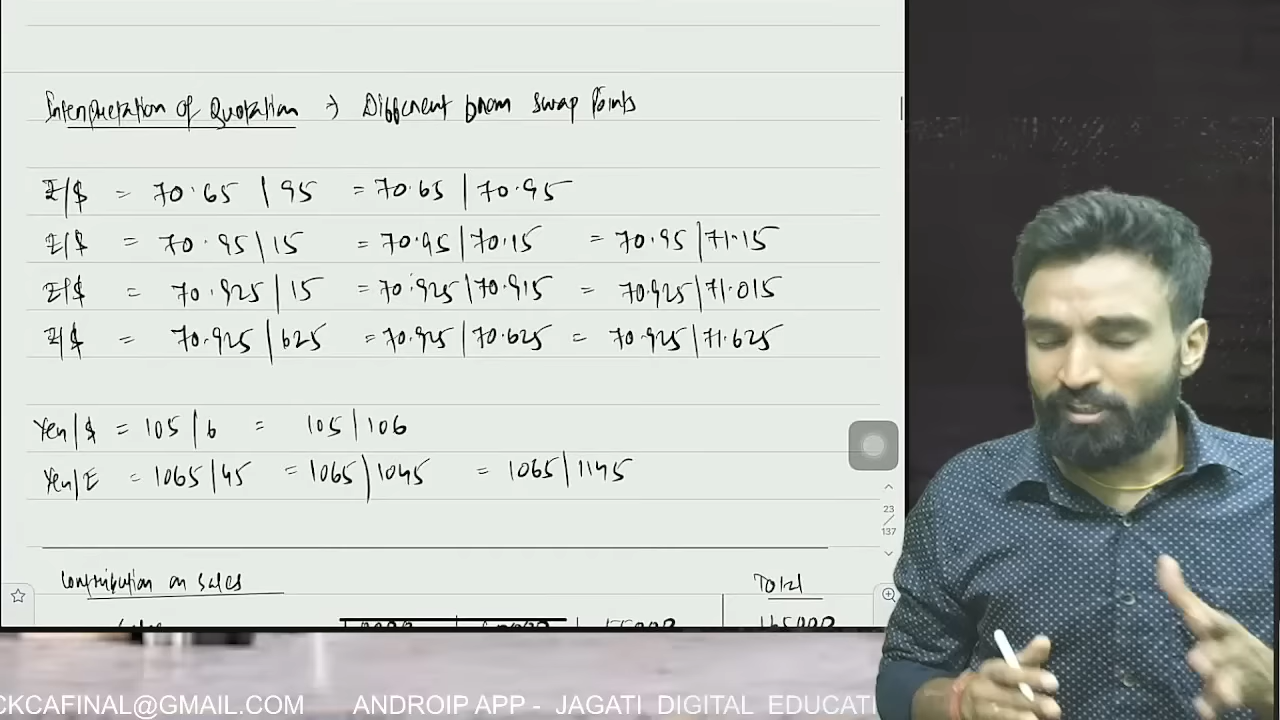 Interpretation of Quotation → Different from Swap Points
₹/$ = 70.65 | 95 = 70.65 | 70.95
₹/$ = 70.95 | 15 = 70.95 | 70.15 = 70.95 | 71.15
₹/$ = 70.925 | 15 = 70.925 | 70.915 = 70.925 | 71.015
₹/$ = 70.925 | 625 = 70.925 | 70.625 = 70.925 | 71.625
Yen/$ = 105 | 6 = 105 | 106
Yen/£ = 1065 | 45 = 1065 | 1045 = 1065 | 1145
23
/
137
Contribution on Sales Total
CKCAFINAL@GMAIL.COM ANDROIP APP - JAGATI DIGITAL EDUCATI